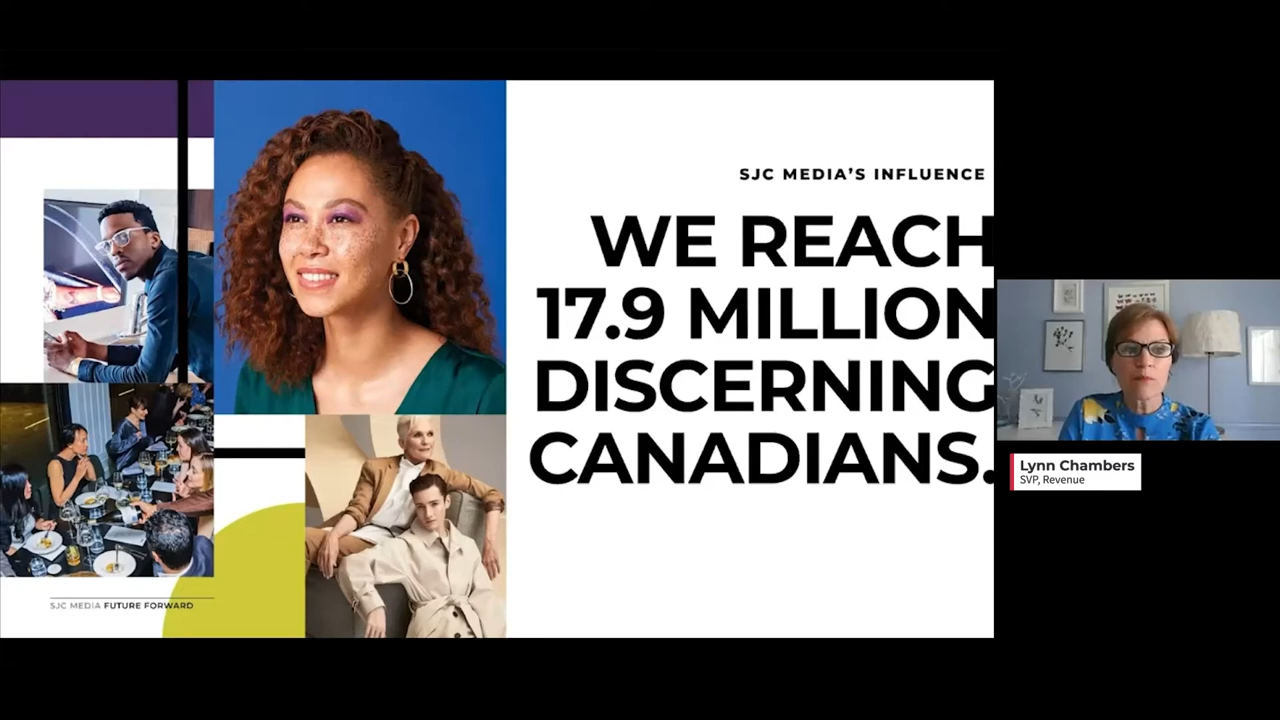 SJC MEDIA'S INFLUENCE
WE REACH
17.9 MILLION
DISCERNING
CANADIANS.
Lynn Chambers
SVP, Revenue
SJC MEDIA FUTURE FORWARD